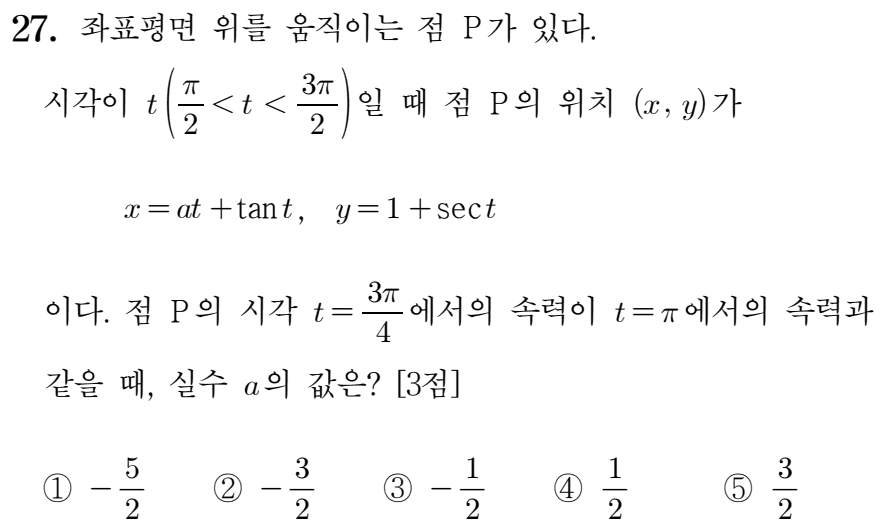 27. 좌표평면 위를 움직이는 점 P가 있다.
시각이 t(π/2 < t < 3π/2)일 때 점 P의 위치 (x, y)가
x = at + tan t, y = 1 + sec t
이다. 점 P의 시각 t = 3π/4에서의 속력이 t = π에서의 속력과
같을 때, 실수 a의 값은? [3점]
① -5/2 ② -3/2 ③ -1/2 ④ 1/2 ⑤ 3/2